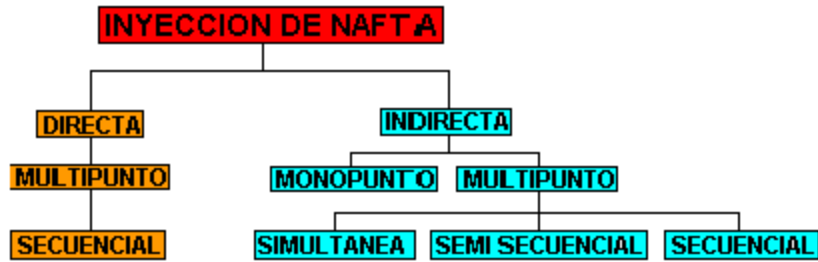 INYECCION DE NAFTA
DIRECTA
INDIRECTA
MULTIPUNTO
MONOPUNTO
MULTIPUNTO
SECUENCIAL
SIMULTANEA
SEMI SECUENCIAL
SECUENCIAL